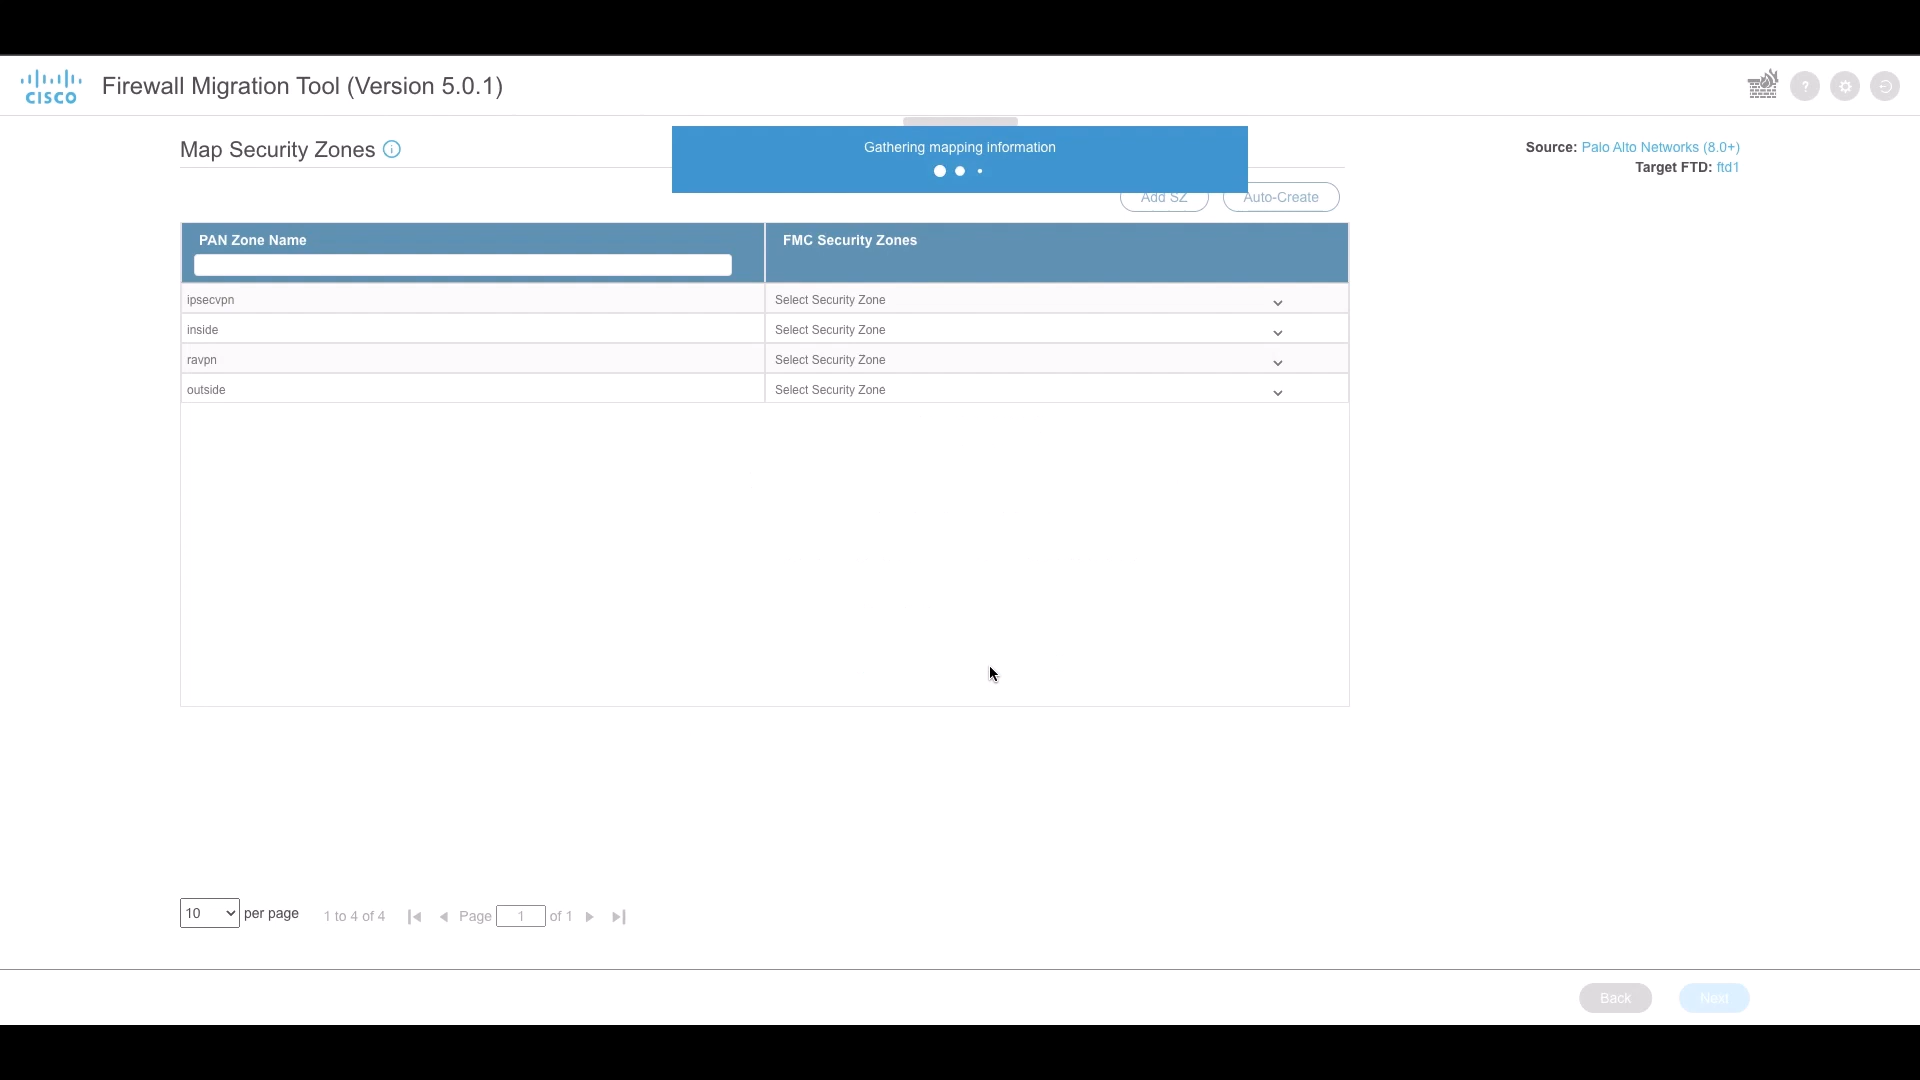 CISCO
Firewall Migration Tool (Version 5.0.1)
?
Map Security Zones i
Gathering mapping information
Source: Palo Alto Networks (8.0+)
Target FTD: ftd1
Add SZ
Auto-Create
PAN Zone Name
FMC Security Zones
ipsecvpn
Select Security Zone
inside
Select Security Zone
ravpn
Select Security Zone
outside
Select Security Zone
10 per page 1 to 4 of 4 Page 1 of 1
Back
Next